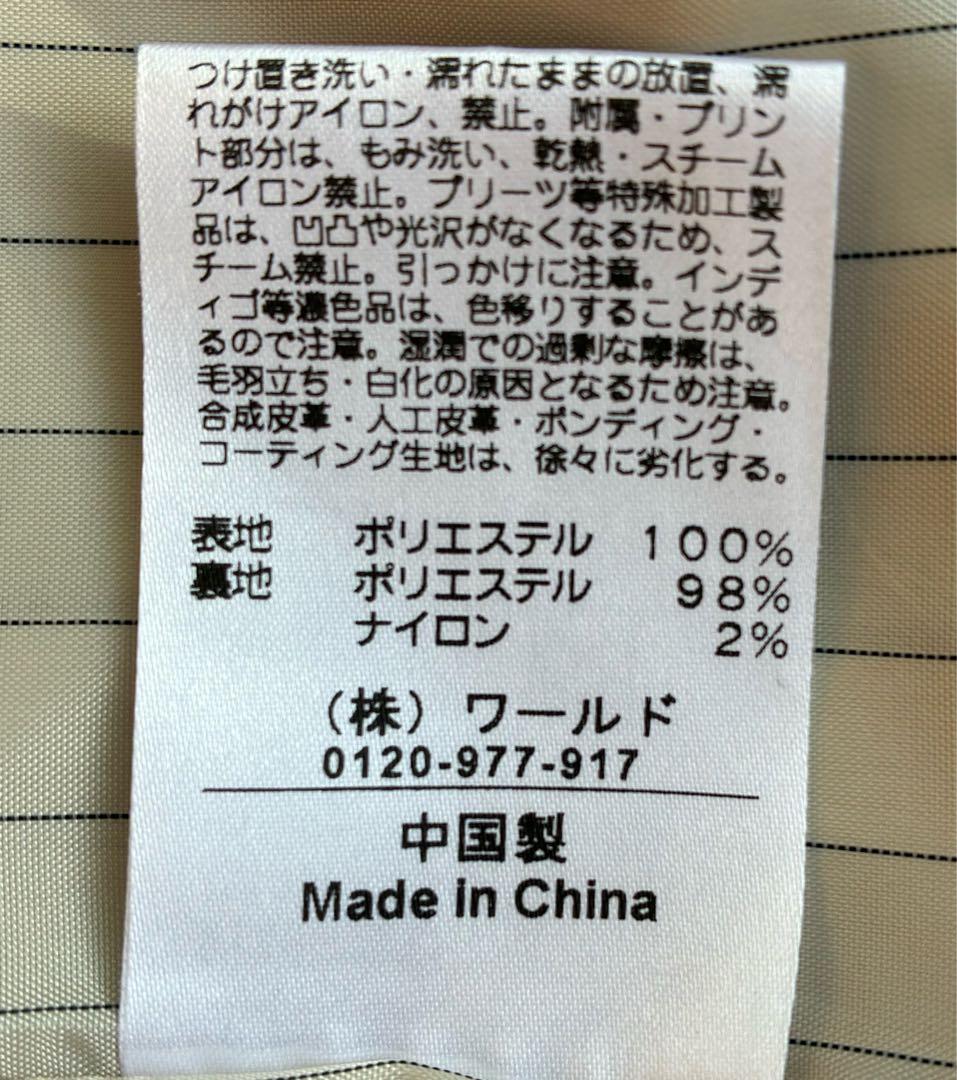 つけ置き洗い・濡れたままの放置、濡
れがけアイロン、禁止。附属・プリン
ト部分は、もみ洗い、乾熱・スチーム
アイロン禁止。プリーツ等特殊加工製
品は、凹凸や光沢がなくなるため、ス
チーム禁止。引っかけに注意。インデ
ィゴ等濃色品は、色移りすることがあ
るので注意。湿潤での過剰な摩擦は、
毛羽立ち・白化の原因となるため注意。
合成皮革・人工皮革・ボンディング・
コーティング生地は、徐々に劣化する。
表地 ポリエステル 100%
裏地 ポリエステル 98%
ナイロン 2%
（株）ワールド
0120-977-917
中国製
Made in China